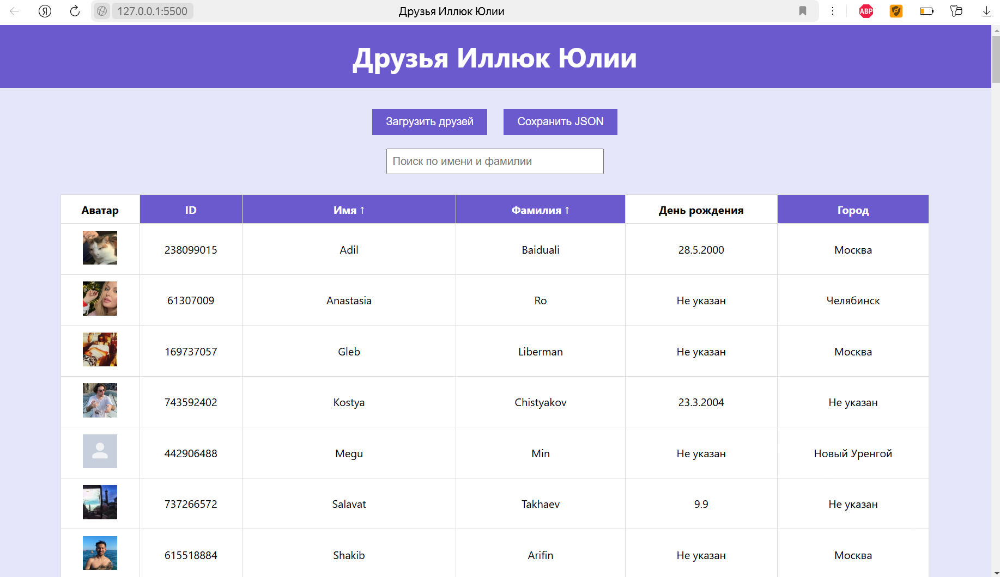 Я 127.0.0.1:5500 Друзья Иллюк Юлии ABP
Друзья Иллюк Юлии
Загрузить друзей Сохранить JSON
Поиск по имени и фамилии
Аватар ID Имя ↑ Фамилия ↑ День рождения Город
238099015 Adil Baiduali 28.5.2000 Москва
61307009 Anastasia Ro Не указан Челябинск
169737057 Gleb Liberman Не указан Москва
743592402 Kostya Chistyakov 23.3.2004 Не указан
442906488 Megu Min Не указан Новый Уренгой
737266572 Salavat Takhaev 9.9 Не указан
615518884 Shakib Arifin Не указан Москва